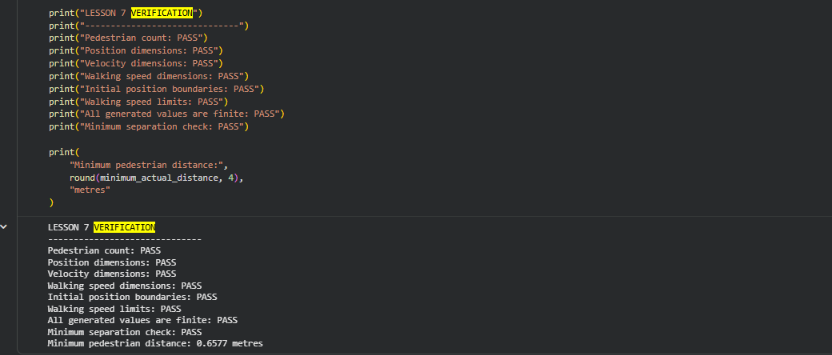 print("LESSON 7 VERIFICATION")
print("------------------------------")
print("Pedestrian count: PASS")
print("Position dimensions: PASS")
print("Velocity dimensions: PASS")
print("Walking speed dimensions: PASS")
print("Initial position boundaries: PASS")
print("Walking speed limits: PASS")
print("All generated values are finite: PASS")
print("Minimum separation check: PASS")
print(
"Minimum pedestrian distance:",
round(minimum_actual_distance, 4),
"metres"
)
LESSON 7 VERIFICATION
------------------------------
Pedestrian count: PASS
Position dimensions: PASS
Velocity dimensions: PASS
Walking speed dimensions: PASS
Initial position boundaries: PASS
Walking speed limits: PASS
All generated values are finite: PASS
Minimum separation check: PASS
Minimum pedestrian distance: 0.6577 metres